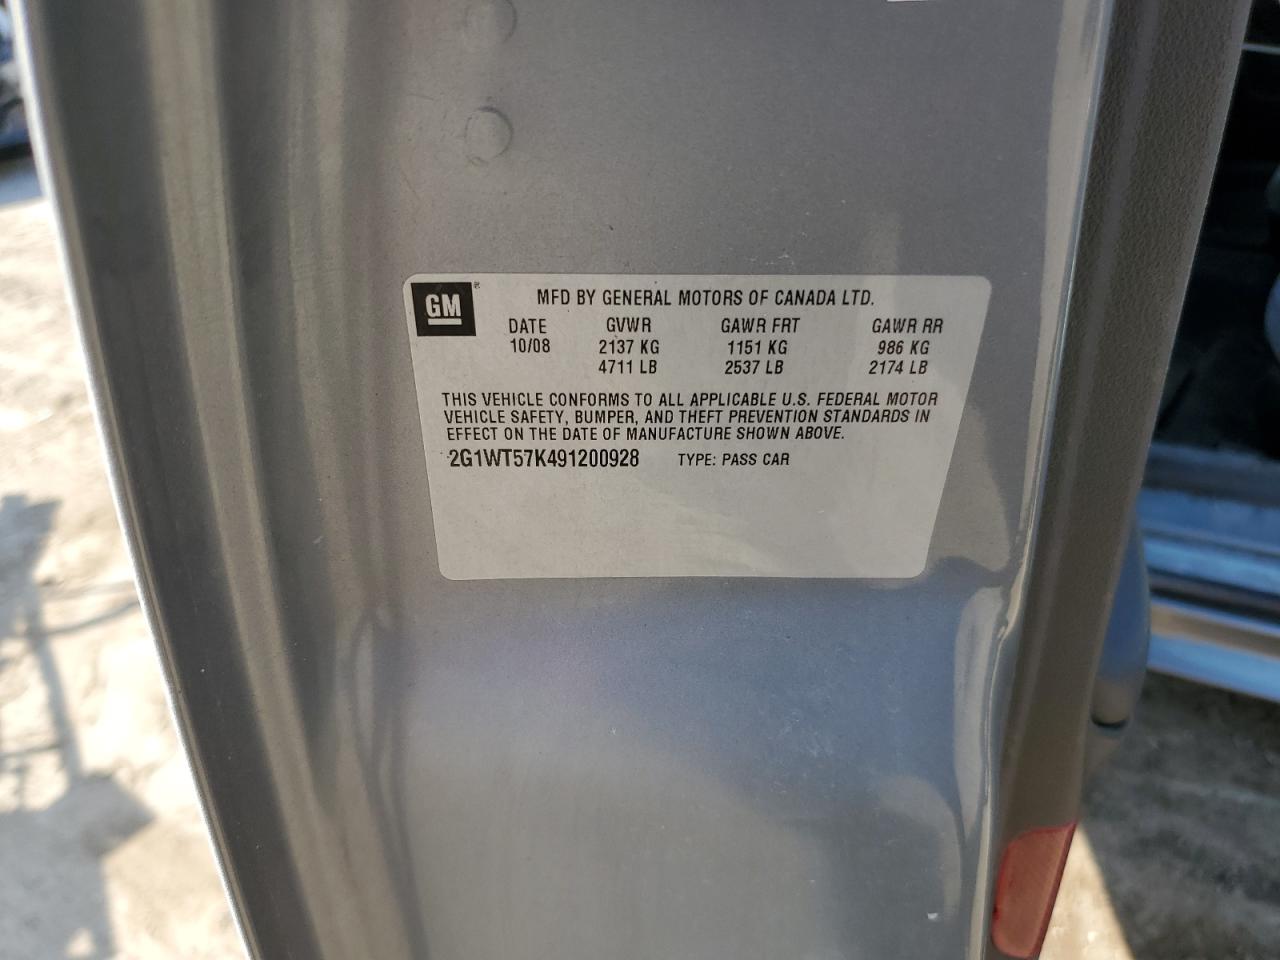 GM®
MFD BY GENERAL MOTORS OF CANADA LTD.
DATE GVWR GAWR FRT GAWR RR
10/08 2137 KG 1151 KG 986 KG
4711 LB 2537 LB 2174 LB
THIS VEHICLE CONFORMS TO ALL APPLICABLE U.S. FEDERAL MOTOR
VEHICLE SAFETY, BUMPER, AND THEFT PREVENTION STANDARDS IN
EFFECT ON THE DATE OF MANUFACTURE SHOWN ABOVE.
2G1WT57K491200928 TYPE: PASS CAR